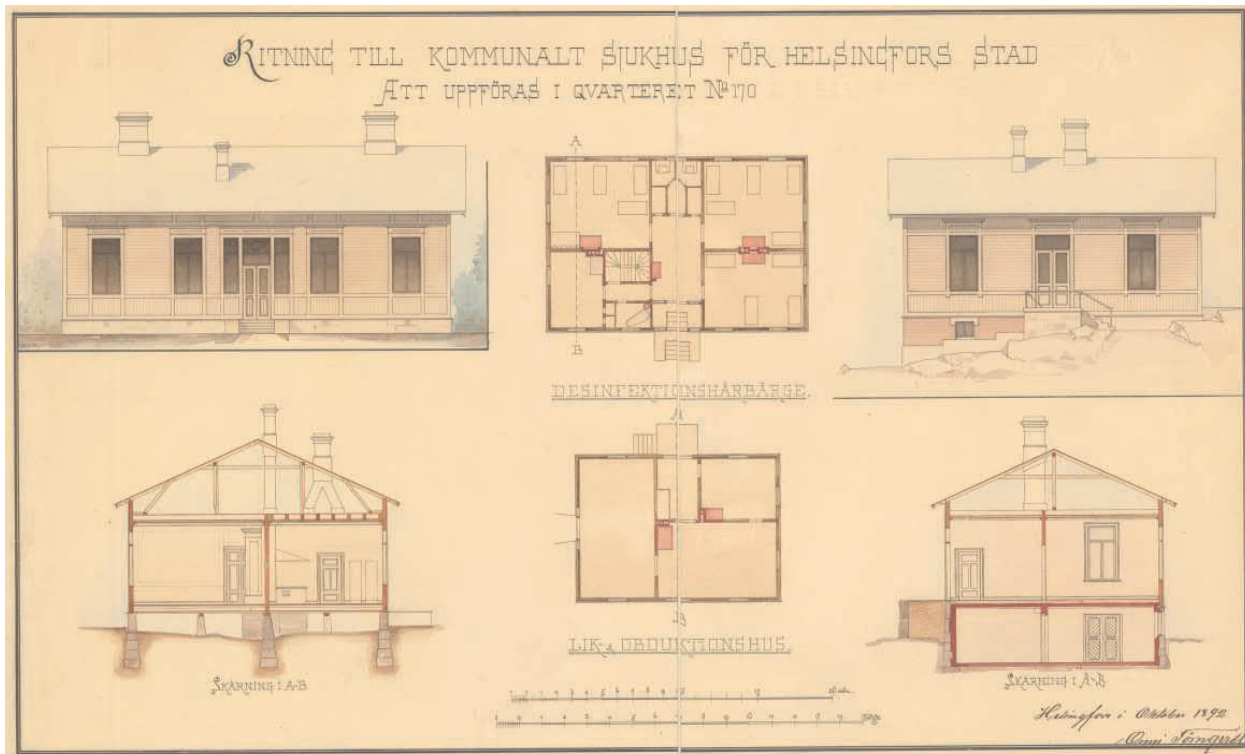 RITNING TILL KOMMUNALT SJUKHUS FÖR HELSINGFORS STAD
ATT UPPFÖRAS I QVARTERET No 170
A
B
DESINFEKTIONSHÄRBÄRGE.
A
B
LIK- & OBDUKTIONSHUS.
SKÄRNING I A-B
SKÄRNING I A-B
Helsingfors i Oktober 1892